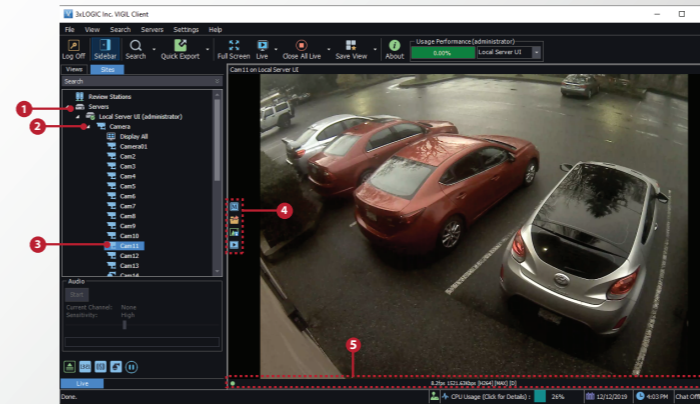 3xLOGIC Inc. VIGIL Client
File View Search Servers Settings Help
Log Off Sidebar Search Quick Export Full Screen Live Close All Live Save View About
Usage Performance (administrator)
0.00% Local Server UI
Views Sites
Cam11 on Local Server UI
Search
Review Stations
1 Servers
Local Server UI (administrator)
2 Camera
Display All
Camera01
Cam2
Cam3
Cam4
Cam5
Cam6
Cam7
4
Cam8
Cam9
Cam10
3 Cam11
Cam12
Cam13
Cam14
Audio
Start
Current Channel: None
Sensitivity: High
5
Live
Done.
CPU Usage (Click for Details) : 26% 12/12/2019 4:03 PM Chat Off